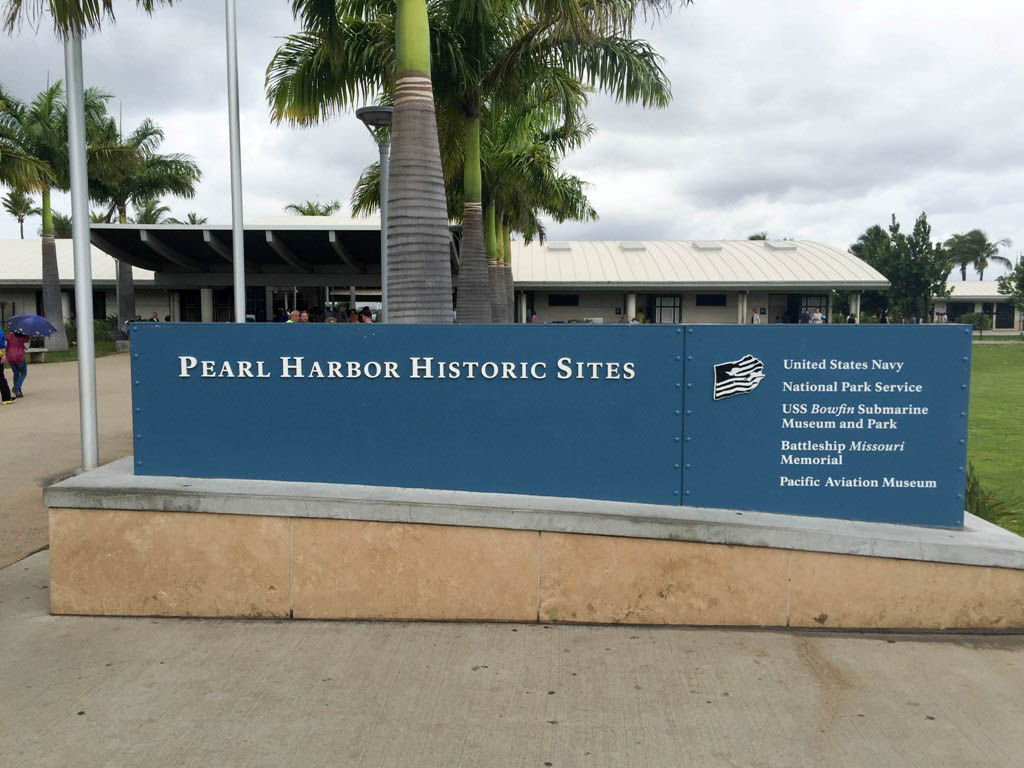 PEARL HARBOR HISTORIC SITES
United States Navy
National Park Service
USS Bowfin Submarine
Museum and Park
Battleship Missouri
Memorial
Pacific Aviation Museum